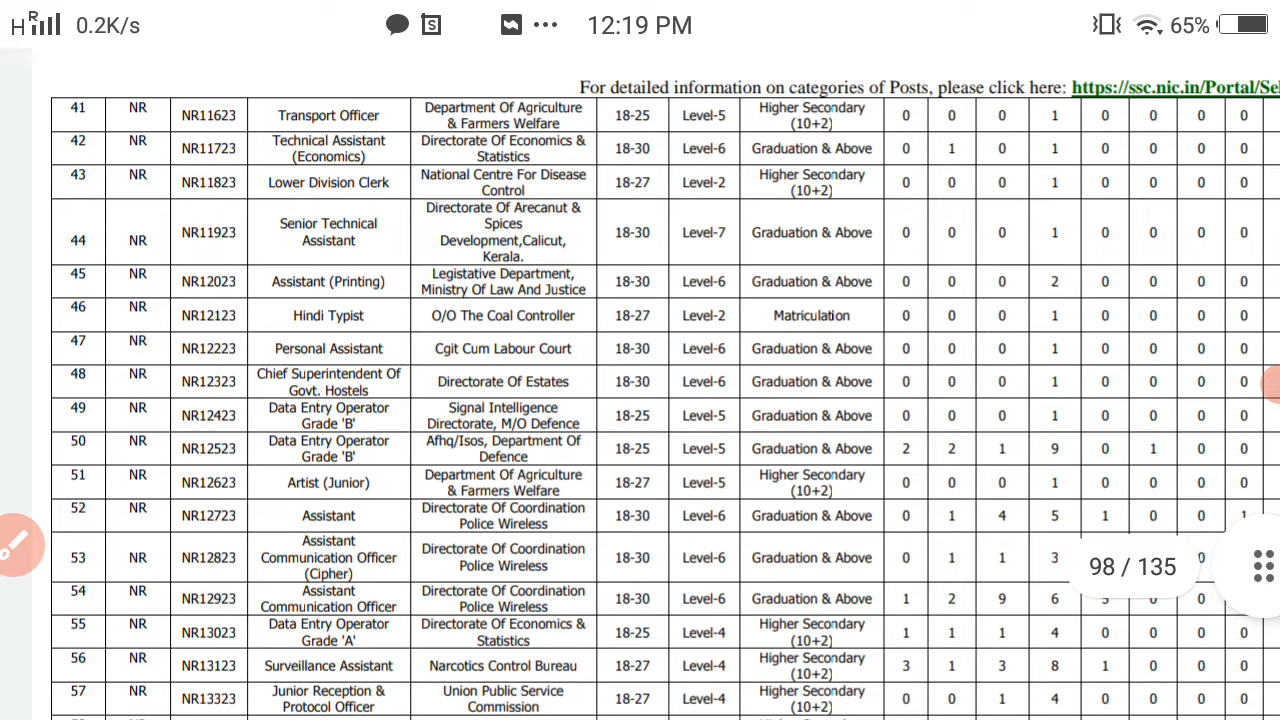 HR 0.2K/s S ••• 12:19 PM 65%
For detailed information on categories of Posts, please click here: https://ssc.nic.in/Portal/Sel
41 NR NR11623 Transport Officer Department Of Agriculture & Farmers Welfare 18-25 Level-5 Higher Secondary (10+2) 0 0 0 1 0 0 0 0
42 NR NR11723 Technical Assistant (Economics) Directorate Of Economics & Statistics 18-30 Level-6 Graduation & Above 0 1 0 1 0 0 0 0
43 NR NR11823 Lower Division Clerk National Centre For Disease Control 18-27 Level-2 Higher Secondary (10+2) 0 0 0 1 0 0 0 0
44 NR NR11923 Senior Technical Assistant Directorate Of Arecanut & Spices Development,Calicut, Kerala. 18-30 Level-7 Graduation & Above 0 0 0 1 0 0 0 0
45 NR NR12023 Assistant (Printing) Legislative Department, Ministry Of Law And Justice 18-30 Level-6 Graduation & Above 0 0 0 2 0 0 0 0
46 NR NR12123 Hindi Typist O/O The Coal Controller 18-27 Level-2 Matriculation 0 0 0 1 0 0 0 0
47 NR NR12223 Personal Assistant Cgit Cum Labour Court 18-30 Level-6 Graduation & Above 0 0 0 1 0 0 0 0
48 NR NR12323 Chief Superintendent Of Govt. Hostels Directorate Of Estates 18-30 Level-6 Graduation & Above 0 0 0 1 0 0 0 0
49 NR NR12423 Data Entry Operator Grade 'B' Signal Intelligence Directorate, M/O Defence 18-25 Level-5 Graduation & Above 0 0 0 1 0 0 0 0
50 NR NR12523 Data Entry Operator Grade 'B' Afhq/Isos, Department Of Defence 18-25 Level-5 Graduation & Above 2 2 1 9 0 1 0 0
51 NR NR12623 Artist (Junior) Department Of Agriculture & Farmers Welfare 18-27 Level-5 Higher Secondary (10+2) 0 0 0 1 0 0 0 0
52 NR NR12723 Assistant Directorate Of Coordination Police Wireless 18-30 Level-6 Graduation & Above 0 1 4 5 1 0 0 1
53 NR NR12823 Assistant Communication Officer (Cipher) Directorate Of Coordination Police Wireless 18-30 Level-6 Graduation & Above 0 1 1 3 0
98 / 135
54 NR NR12923 Assistant Communication Officer Directorate Of Coordination Police Wireless 18-30 Level-6 Graduation & Above 1 2 9 6 0
55 NR NR13023 Data Entry Operator Grade 'A' Directorate Of Economics & Statistics 18-25 Level-4 Higher Secondary (10+2) 1 1 1 4 0 0 0 0
56 NR NR13123 Surveillance Assistant Narcotics Control Bureau 18-27 Level-4 Higher Secondary (10+2) 3 1 3 8 1 0 0 0
57 NR NR13323 Junior Reception & Protocol Officer Union Public Service Commission 18-27 Level-4 Higher Secondary (10+2) 0 0 1 4 0 0 0 0